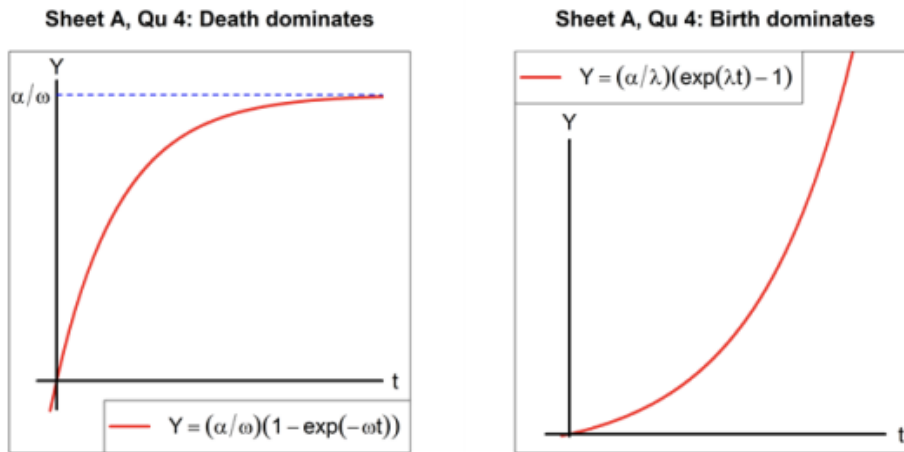 Sheet A, Qu 4: Death dominates
Y
α/ω
t
Y = (α/ω)(1 − exp(−ωt))
Sheet A, Qu 4: Birth dominates
Y = (α/λ)(exp(λt) − 1)
Y
t